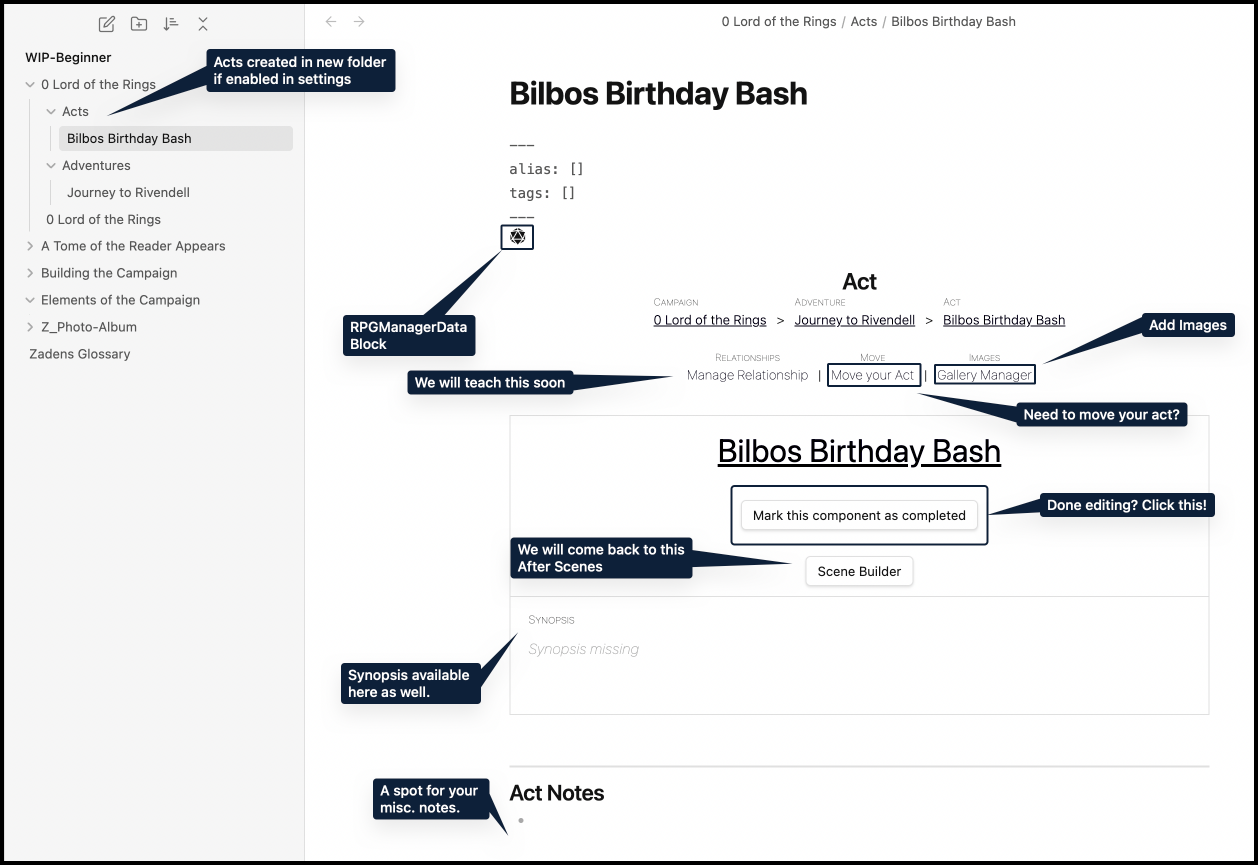 0 Lord of the Rings / Acts / Bilbos Birthday Bash
WIP-Beginner
0 Lord of the Rings
Acts
Bilbos Birthday Bash
Adventures
Journey to Rivendell
0 Lord of the Rings
A Tome of the Reader Appears
Building the Campaign
Elements of the Campaign
Z_Photo-Album
Zadens Glossary
Acts created in new folder
if enabled in settings
Bilbos Birthday Bash
---
alias: []
tags: []
---
RPGManagerData
Block
Act
CAMPAIGN ADVENTURE ACT
0 Lord of the Rings > Journey to Rivendell > Bilbos Birthday Bash
Add Images
RELATIONSHIPS MOVE IMAGES
We will teach this soon
Manage Relationship | Move your Act | Gallery Manager
Need to move your act?
Bilbos Birthday Bash
Mark this component as completed
Done editing? Click this!
We will come back to this
After Scenes
Scene Builder
SYNOPSIS
Synopsis missing
Synopsis available
here as well.
A spot for your
misc. notes.
Act Notes